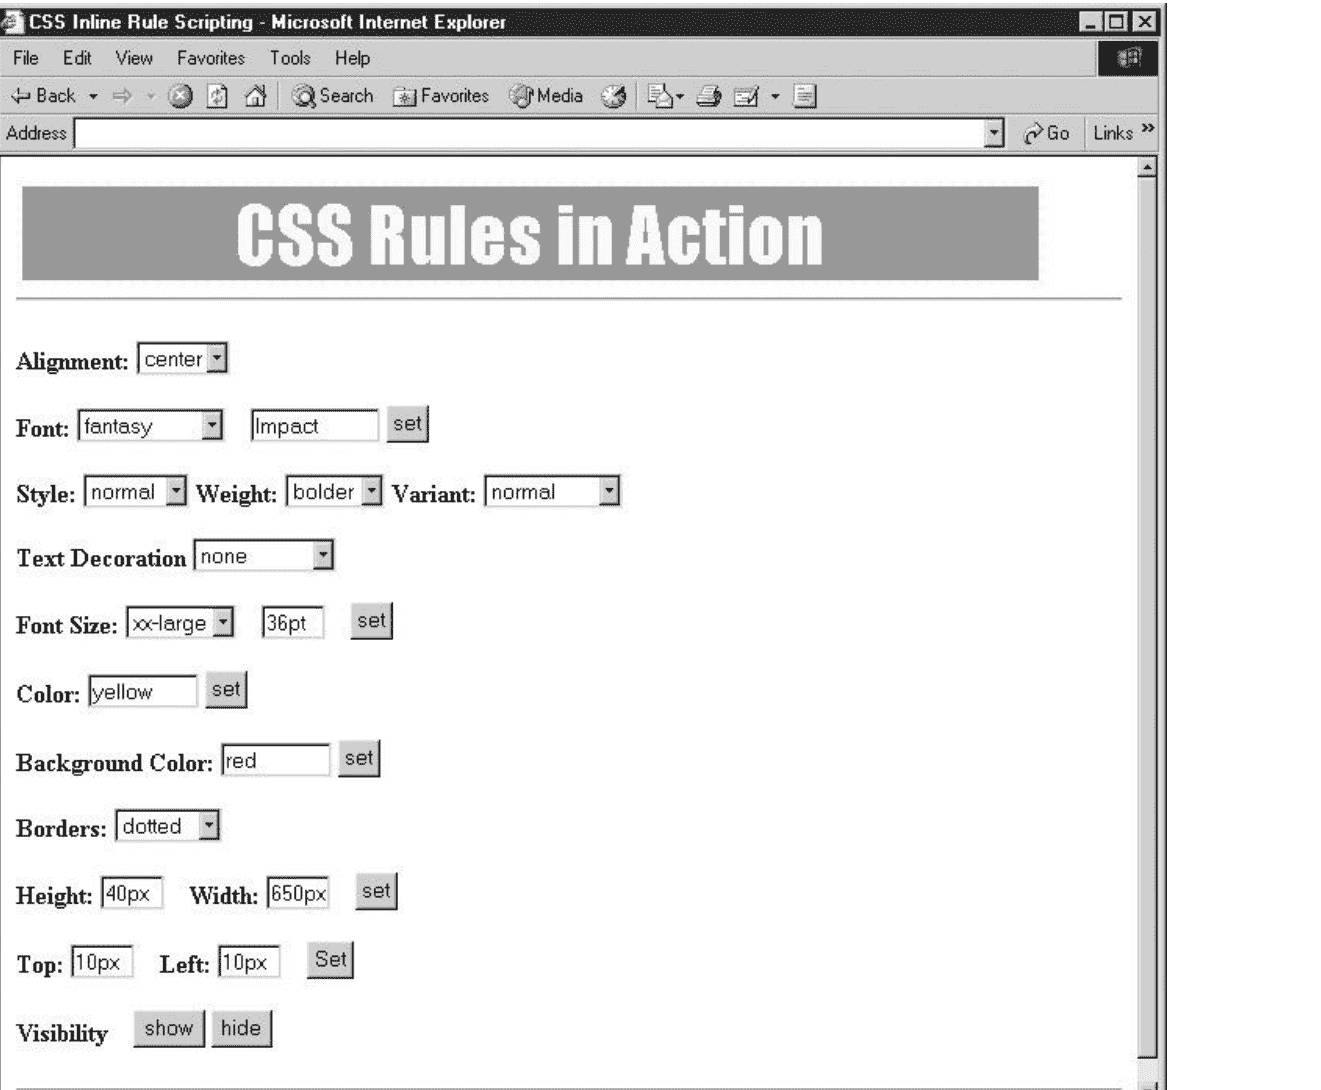 CSS Inline Rule Scripting - Microsoft Internet Explorer
File Edit View Favorites Tools Help
Back Search Favorites Media
Address Go Links »
CSS Rules in Action
Alignment: center
Font: fantasy Impact set
Style: normal Weight: bolder Variant: normal
Text Decoration none
Font Size: xx-large 36pt set
Color: yellow set
Background Color: red set
Borders: dotted
Height: 40px Width: 650px set
Top: 10px Left: 10px Set
Visibility show hide